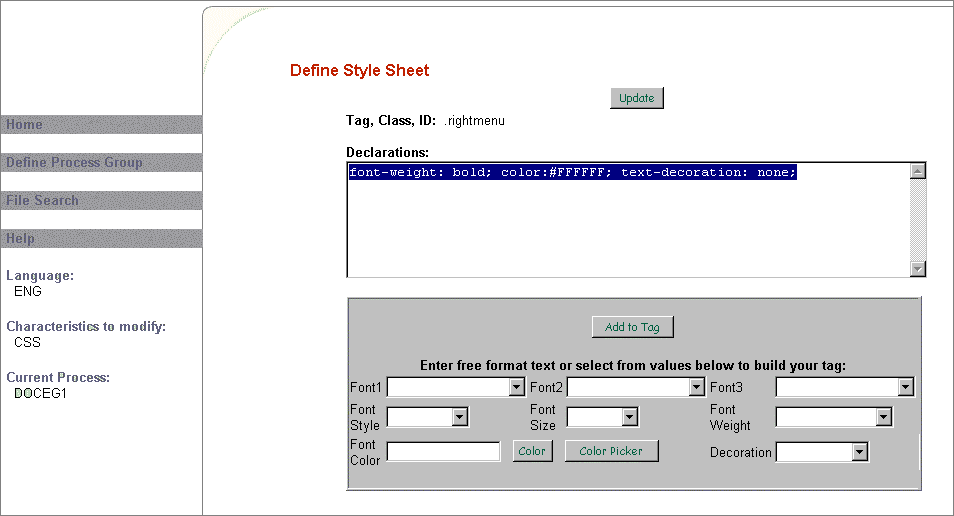 Define Style Sheet
Update
Tag, Class, ID: .rightmenu
Home
Declarations:
Define Process Group
font-weight: bold; color:#FFFFFF; text-decoration: none;
File Search
Help
Language:
ENG
Characteristics to modify:
CSS
Current Process:
DOCEG1
Add to Tag
Enter free format text or select from values below to build your tag:
Font1 Font2 Font3
Font Style Font Size Font Weight
Font Color Color Color Picker Decoration